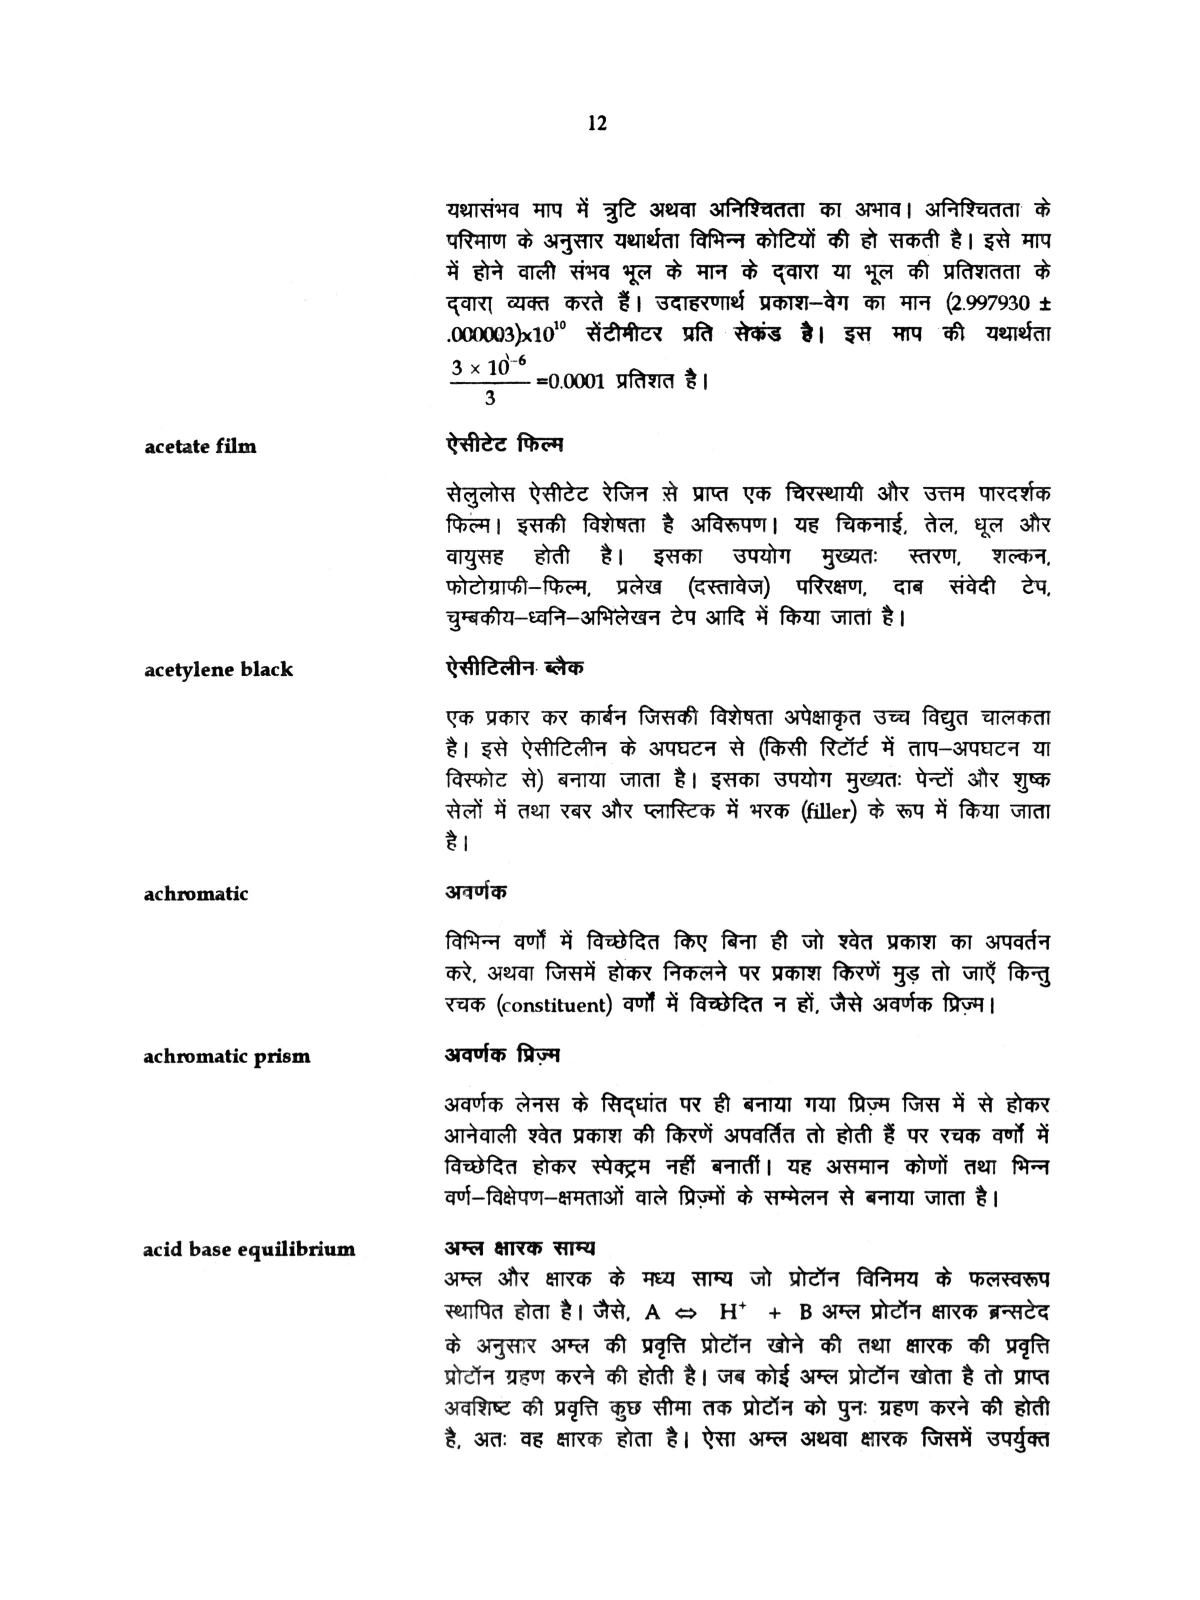 12
यथासंभव माप में त्रुटि अथवा अनिश्चितता का अभाव। अनिश्चितता के
परिमाण के अनुसार यथार्थता विभिन्न कोटियों की हो सकती है। इसे माप
में होने वाली संभव भूल के मान के द्वारा या भूल की प्रतिशतता के
द्वारा व्यक्त करते हैं। उदाहरणार्थ प्रकाश–वेग का मान (2.997930 ±
.000003)x10¹⁰ सेंटीमीटर प्रति सेकंड है। इस माप की यथार्थता
3 × 10⁻⁶
=0.0001 प्रतिशत है।
3
acetate film ऐसीटेट फिल्म
सेलुलोस ऐसीटेट रेजिन से प्राप्त एक चिरस्थायी और उत्तम पारदर्शक
फिल्म। इसकी विशेषता है अविरूपण। यह चिकनाई, तेल, धूल और
वायुसह होती है। इसका उपयोग मुख्यतः स्तरण, शल्कन,
फोटोग्राफी–फिल्म, प्रलेख (दस्तावेज) परिरक्षण, दाब संवेदी टेप,
चुम्बकीय–ध्वनि–अभिलेखन टेप आदि में किया जाता है।
acetylene black ऐसीटिलीन ब्लैक
एक प्रकार कर कार्बन जिसकी विशेषता अपेक्षाकृत उच्च विद्युत चालकता
है। इसे ऐसीटिलीन के अपघटन से (किसी रिटॉर्ट में ताप–अपघटन या
विस्फोट से) बनाया जाता है। इसका उपयोग मुख्यतः पेन्टों और शुष्क
सेलों में तथा रबर और प्लास्टिक में भरक (filler) के रूप में किया जाता
है।
achromatic अवर्णक
विभिन्न वर्णों में विच्छेदित किए बिना ही जो श्वेत प्रकाश का अपवर्तन
करे, अथवा जिसमें होकर निकलने पर प्रकाश किरणें मुड़ तो जाएँ किन्तु
रचक (constituent) वर्णों में विच्छेदित न हों, जैसे अवर्णक प्रिज़्म।
achromatic prism अवर्णक प्रिज़्म
अवर्णक लेनस के सिद्धांत पर ही बनाया गया प्रिज़्म जिस में से होकर
आनेवाली श्वेत प्रकाश की किरणें अपवर्तित तो होती हैं पर रचक वर्णों में
विच्छेदित होकर स्पेक्ट्रम नहीं बनातीं। यह असमान कोणों तथा भिन्न
वर्ण–विक्षेपण–क्षमताओं वाले प्रिज़्मों के सम्मेलन से बनाया जाता है।
acid base equilibrium अम्ल क्षारक साम्य
अम्ल और क्षारक के मध्य साम्य जो प्रोटॉन विनिमय के फलस्वरूप
स्थापित होता है। जैसे, A ⇔ H⁺ + B अम्ल प्रोटॉन क्षारक ब्रन्सटेद
के अनुसार अम्ल की प्रवृत्ति प्रोटॉन खोने की तथा क्षारक की प्रवृत्ति
प्रोटॉन ग्रहण करने की होती है। जब कोई अम्ल प्रोटॉन खोता है तो प्राप्त
अवशिष्ट की प्रवृत्ति कुछ सीमा तक प्रोटॉन को पुनः ग्रहण करने की होती
है, अतः वह क्षारक होता है। ऐसा अम्ल अथवा क्षारक जिसमें उपर्युक्त